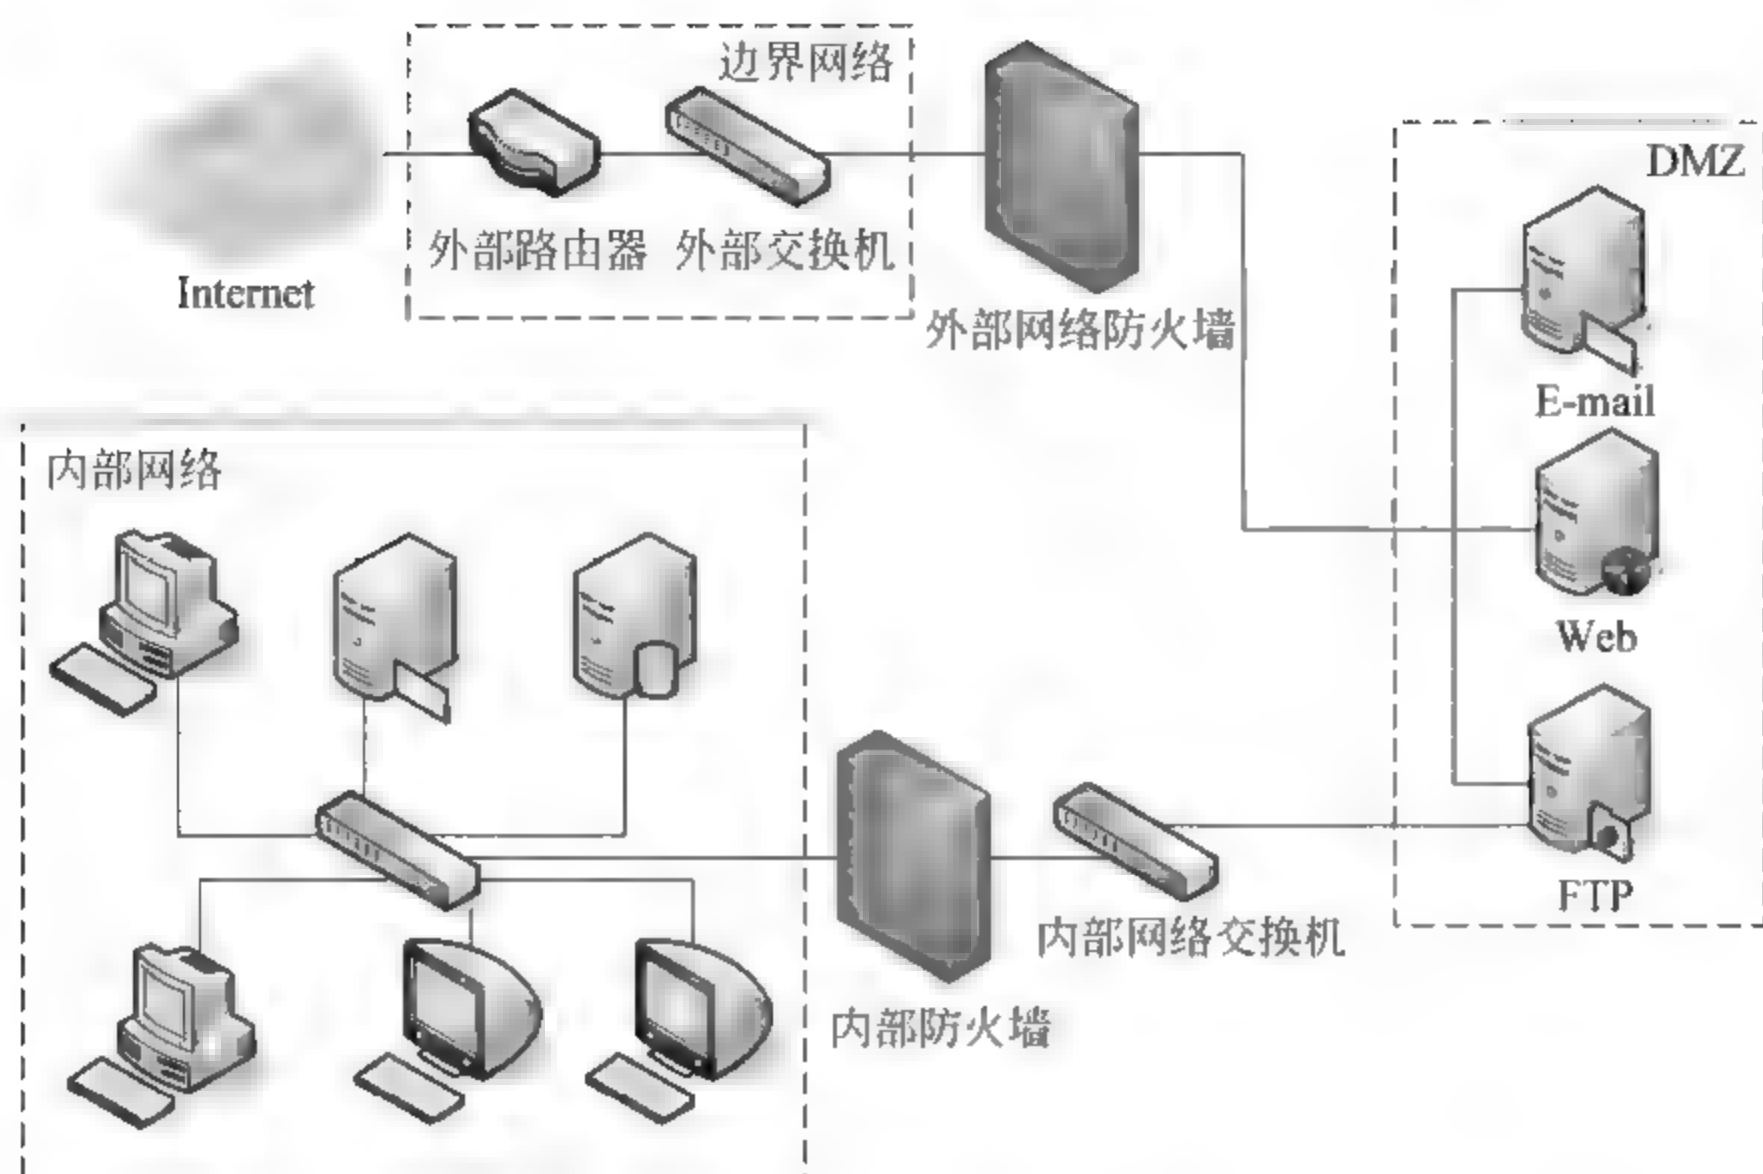 边界网络
DMZ
外部路由器 外部交换机
Internet
外部网络防火墙
E-mail
内部网络
Web
FTP
内部网络交换机
内部防火墙